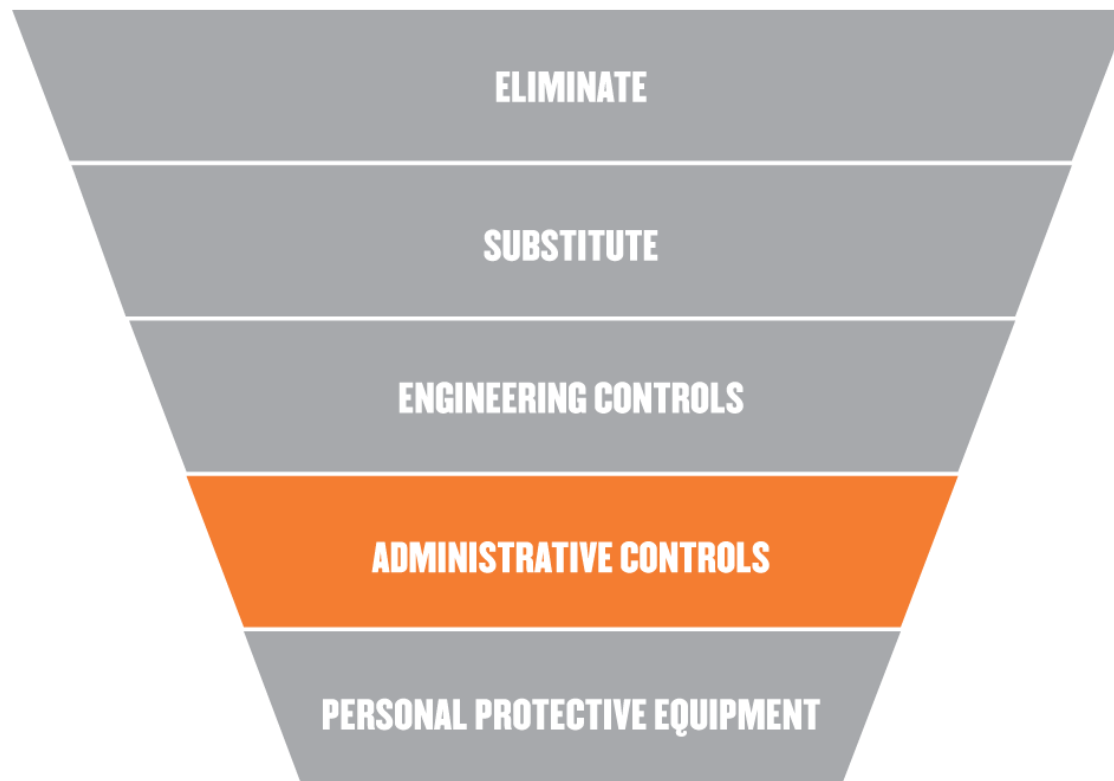 ELIMINATE
SUBSTITUTE
ENGINEERING CONTROLS
ADMINISTRATIVE CONTROLS
PERSONAL PROTECTIVE EQUIPMENT